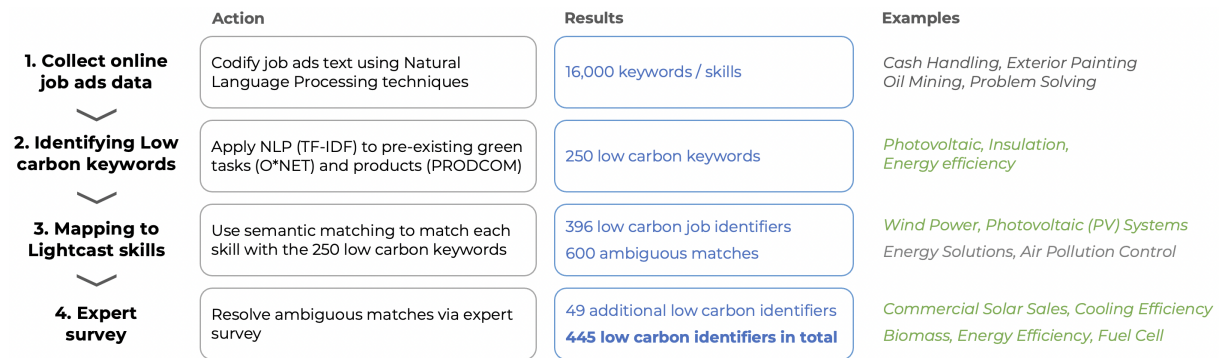 Action Results Examples
1. Collect online
job ads data
Codify job ads text using Natural
Language Processing techniques
16,000 keywords / skills
Cash Handling, Exterior Painting
Oil Mining, Problem Solving
2. Identifying Low
carbon keywords
Apply NLP (TF-IDF) to pre-existing green
tasks (O*NET) and products (PRODCOM)
250 low carbon keywords
Photovoltaic, Insulation,
Energy efficiency
3. Mapping to
Lightcast skills
Use semantic matching to match each
skill with the 250 low carbon keywords
396 low carbon job identifiers
600 ambiguous matches
Wind Power, Photovoltaic (PV) Systems
Energy Solutions, Air Pollution Control
4. Expert
survey
Resolve ambiguous matches via expert
survey
49 additional low carbon identifiers
445 low carbon identifiers in total
Commercial Solar Sales, Cooling Efficiency
Biomass, Energy Efficiency, Fuel Cell